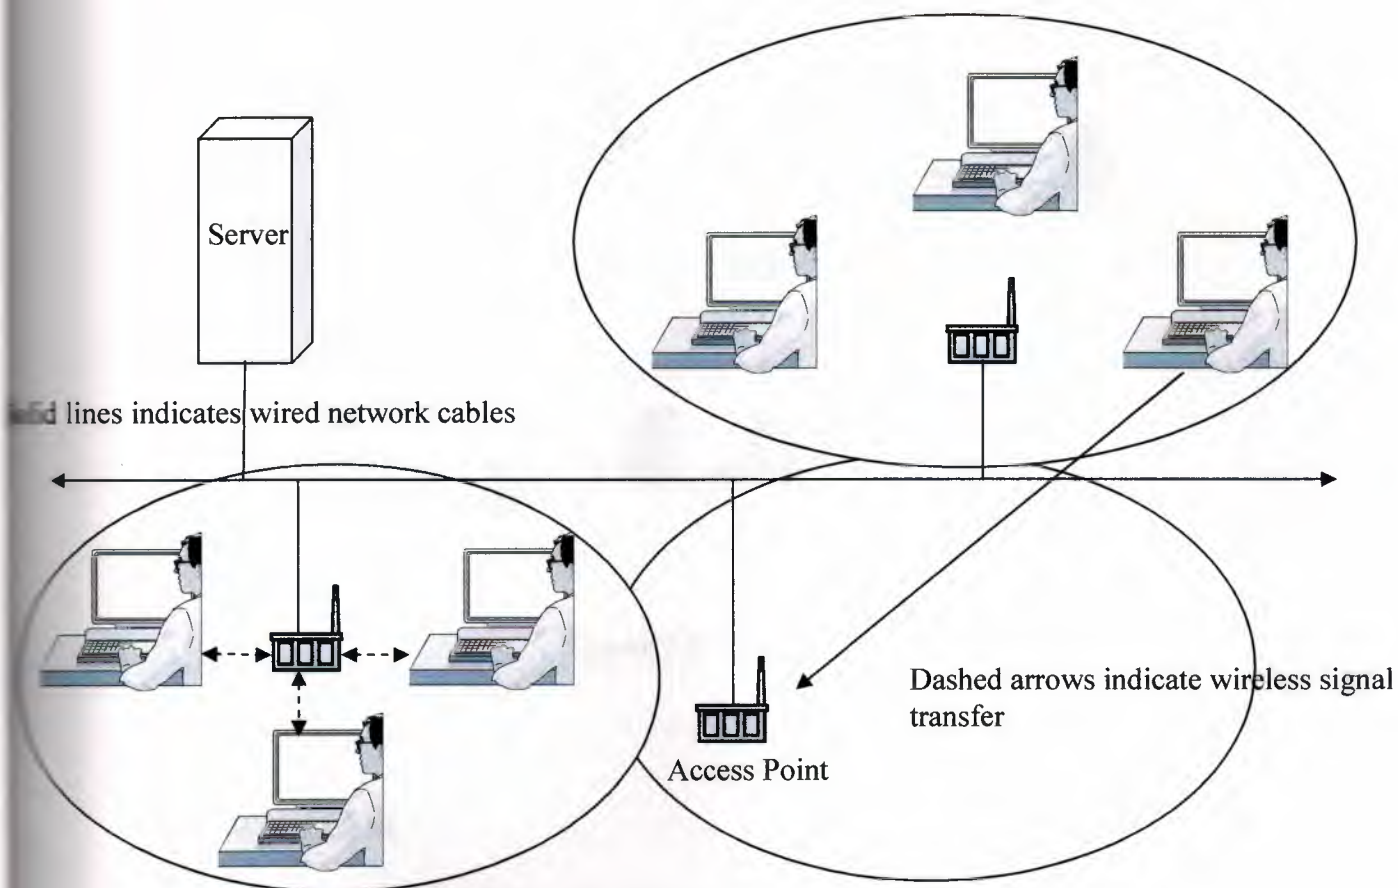 Server
lines indicates wired network cables
Dashed arrows indicate wireless signal
transfer
Access Point